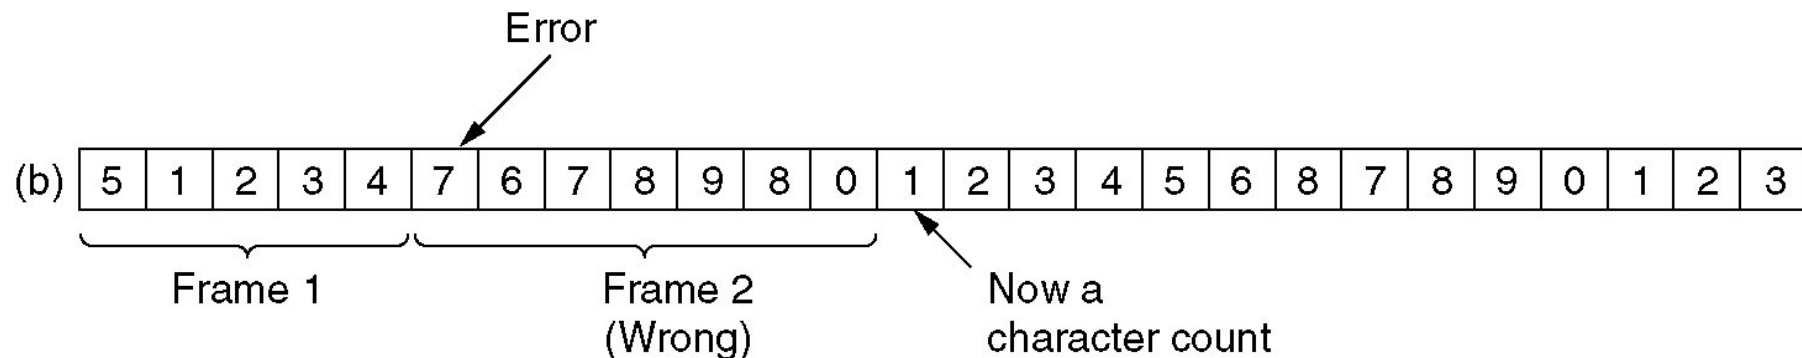 Error
(b) 5 1 2 3 4 7 6 7 8 9 8 0 1 2 3 4 5 6 8 7 8 9 0 1 2 3
Frame 1
Frame 2
(Wrong)
Now a
character count